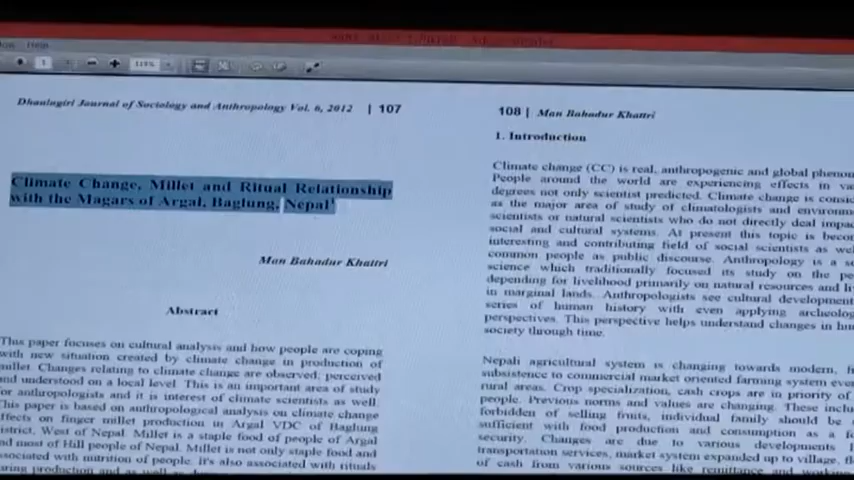 Help
1
119%
Dhaulagiri Journal of Sociology and Anthropology Vol. 6, 2012 | 107
Climate Change, Millet and Ritual Relationship
with the Magars of Argal, Baglung, Nepal¹
Man Bahadur Khattri
Abstract
This paper focuses on cultural analysis and how people are coping
with new situation created by climate change in production of
millet. Changes relating to climate change are observed, perceived
and understood on a local level. This is an important area of study
for anthropologists and it is interest of climate scientists as well.
This paper is based on anthropological analysis on climate change
effects on finger millet production in Argal VDC of Baglung
District, West of Nepal. Millet is a staple food of people of Argal
and most of Hill people of Nepal. Millet is not only staple food and
associated with nutrition of people. It's also associated with rituals
during production and as well as
108 | Man Bahadur Khattri
1. Introduction
Climate change (CC) is real, anthropogenic and global
People around the world are experiencing effects in
degrees not only scientist predicted. Climate change is
as the major area of study of climatologists and
scientists or natural scientists who do not directly deal
social and cultural systems. At present this topic is
interesting and contributing field of social scientists as
common people as public discourse. Anthropology is a
science which traditionally focused its study on the
depending for livelihood primarily on natural resources and
in marginal lands. Anthropologists see cultural
series of human history with even applying
perspectives. This perspective helps understand changes in
society through time.
Nepali agricultural system is changing towards modern,
subsistence to commercial market oriented farming system
rural areas. Crop specialization, cash crops are in priority of
people. Previous norms and values are changing. These
forbidden of selling fruits, individual family should be
sufficient with food production and consumption as a
security. Changes are due to various
transportation services, market system expanded up to village,
of cash from various sources like remittance and